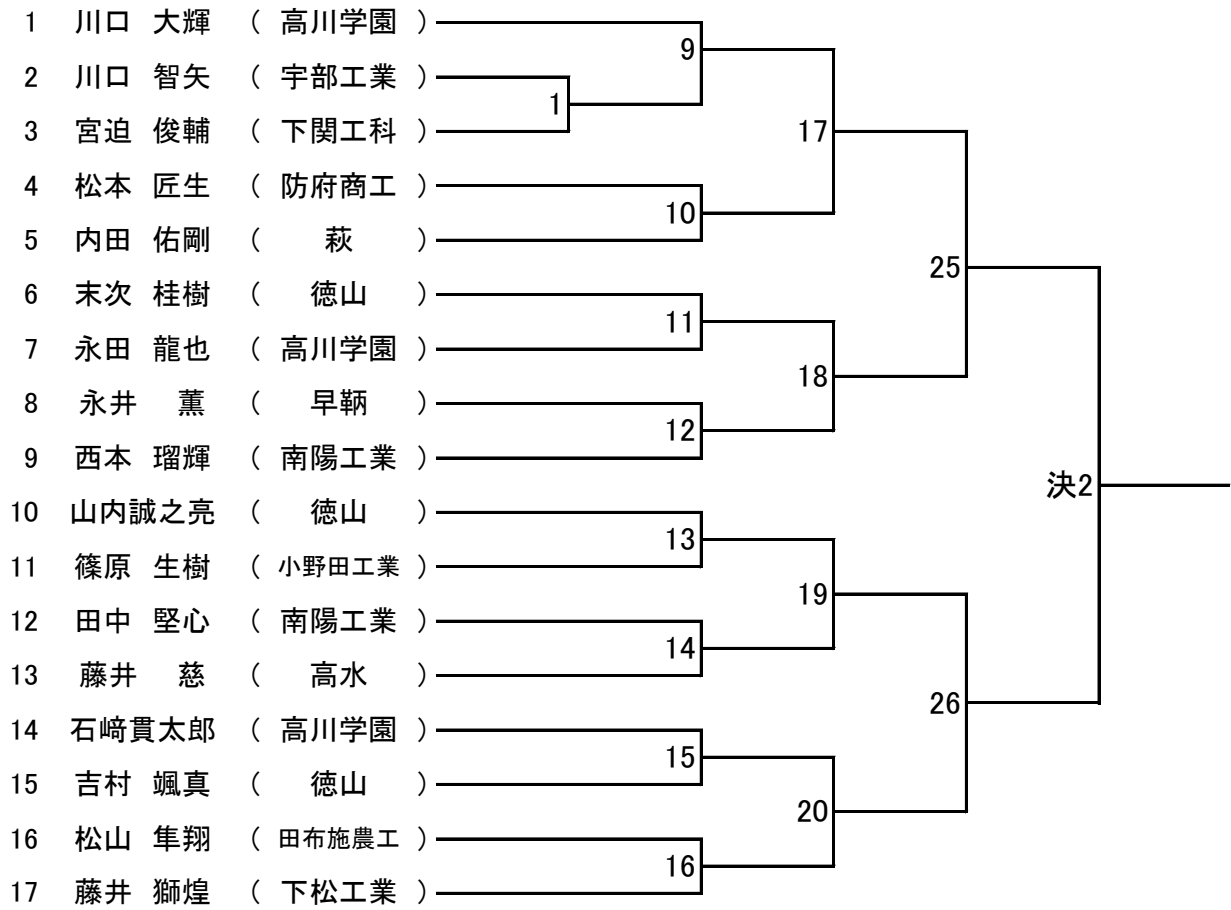 1 川口 大輝 ( 高川学園 )
9
2 川口 智矢 ( 宇部工業 )
1
3 宮迫 俊輔 ( 下関工科 )
17
4 松本 匠生 ( 防府商工 )
10
5 内田 佑剛 ( 萩 )
25
6 末次 桂樹 ( 徳山 )
11
7 永田 龍也 ( 高川学園 )
18
8 永井 薫 ( 早鞆 )
12
9 西本 瑠輝 ( 南陽工業 )
決2
10 山内誠之亮 ( 徳山 )
13
11 篠原 生樹 ( 小野田工業 )
19
12 田中 堅心 ( 南陽工業 )
14
13 藤井 慈 ( 高水 )
26
14 石﨑貫太郎 ( 高川学園 )
15
15 吉村 颯真 ( 徳山 )
20
16 松山 隼翔 ( 田布施農工 )
16
17 藤井 獅煌 ( 下松工業 )